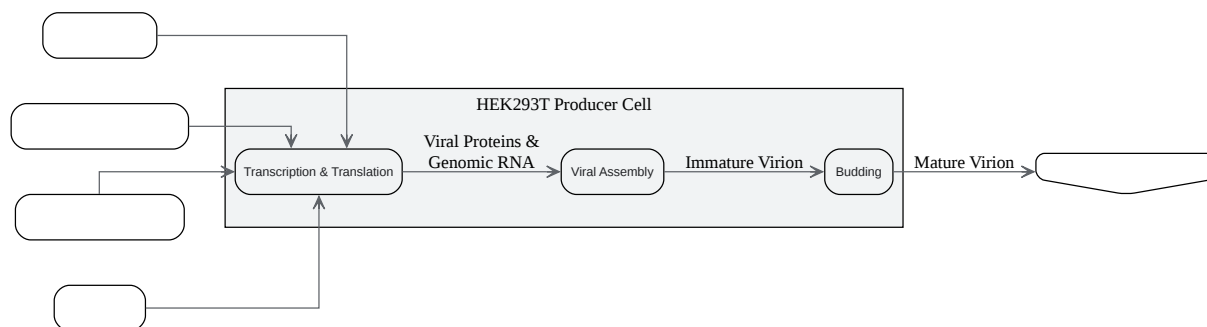 HEK293T Producer Cell
Viral Proteins &
Genomic RNA
Transcription & Translation
Viral Assembly
Immature Virion
Budding
Mature Virion